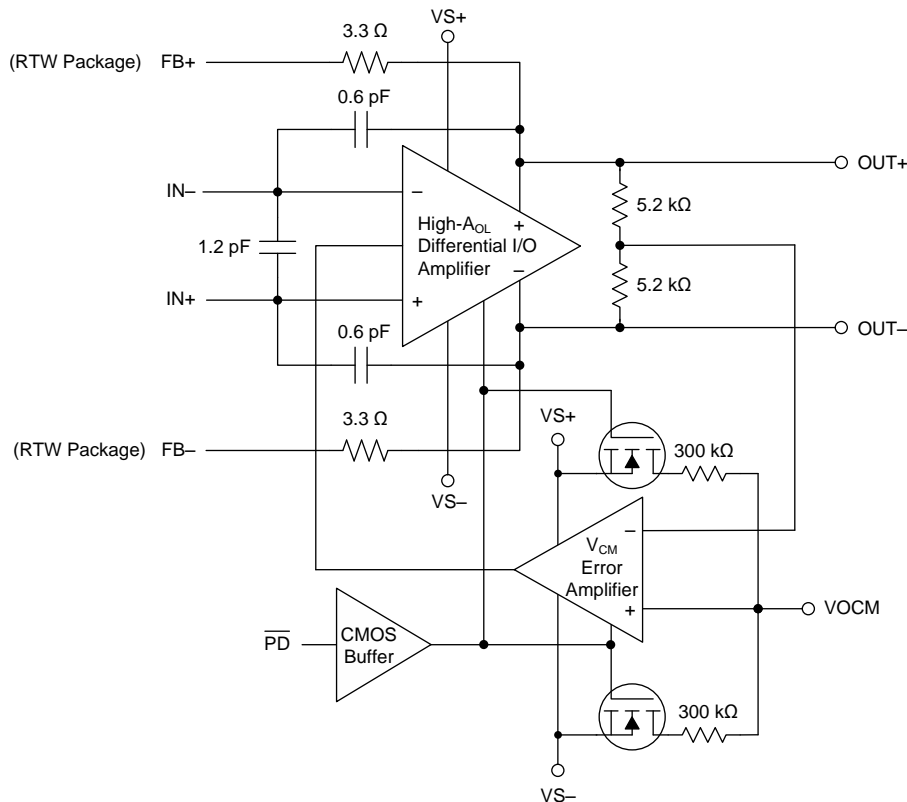 VS+
3.3 Ω
(RTW Package) FB+
0.6 pF
OUT+
IN–
–
High-AOL
Differential I/O
Amplifier
+
–
5.2 kΩ
1.2 pF
5.2 kΩ
IN+
+
0.6 pF
OUT–
3.3 Ω
VS+
300 kΩ
(RTW Package) FB–
VS–
–
VCM
Error
Amplifier
+
VOCM
PD
CMOS
Buffer
300 kΩ
VS–